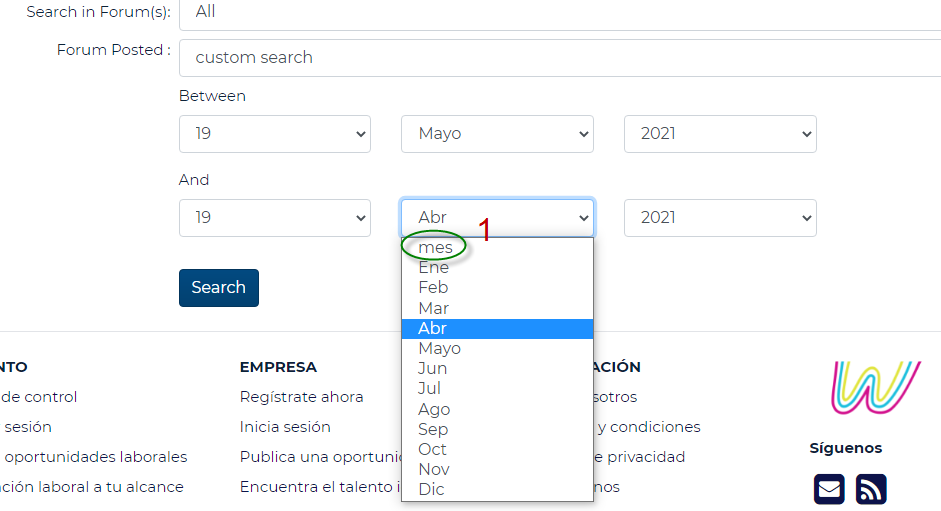 Search in Forum(s): All
Forum Posted : custom search
Between
19 Mayo 2021
And
19 Abr 2021
1
mes
Ene
Feb
Mar
Abr
Mayo
Jun
Jul
Ago
Sep
Oct
Nov
Dic
Search
NTO
de control
sesión
oportunidades laborales
ción laboral a tu alcance
EMPRESA
Regístrate ahora
Inicia sesión
Publica una oportuni
Encuentra el talento i
ACIÓN
sotros
y condiciones
e privacidad
nos
W
Síguenos